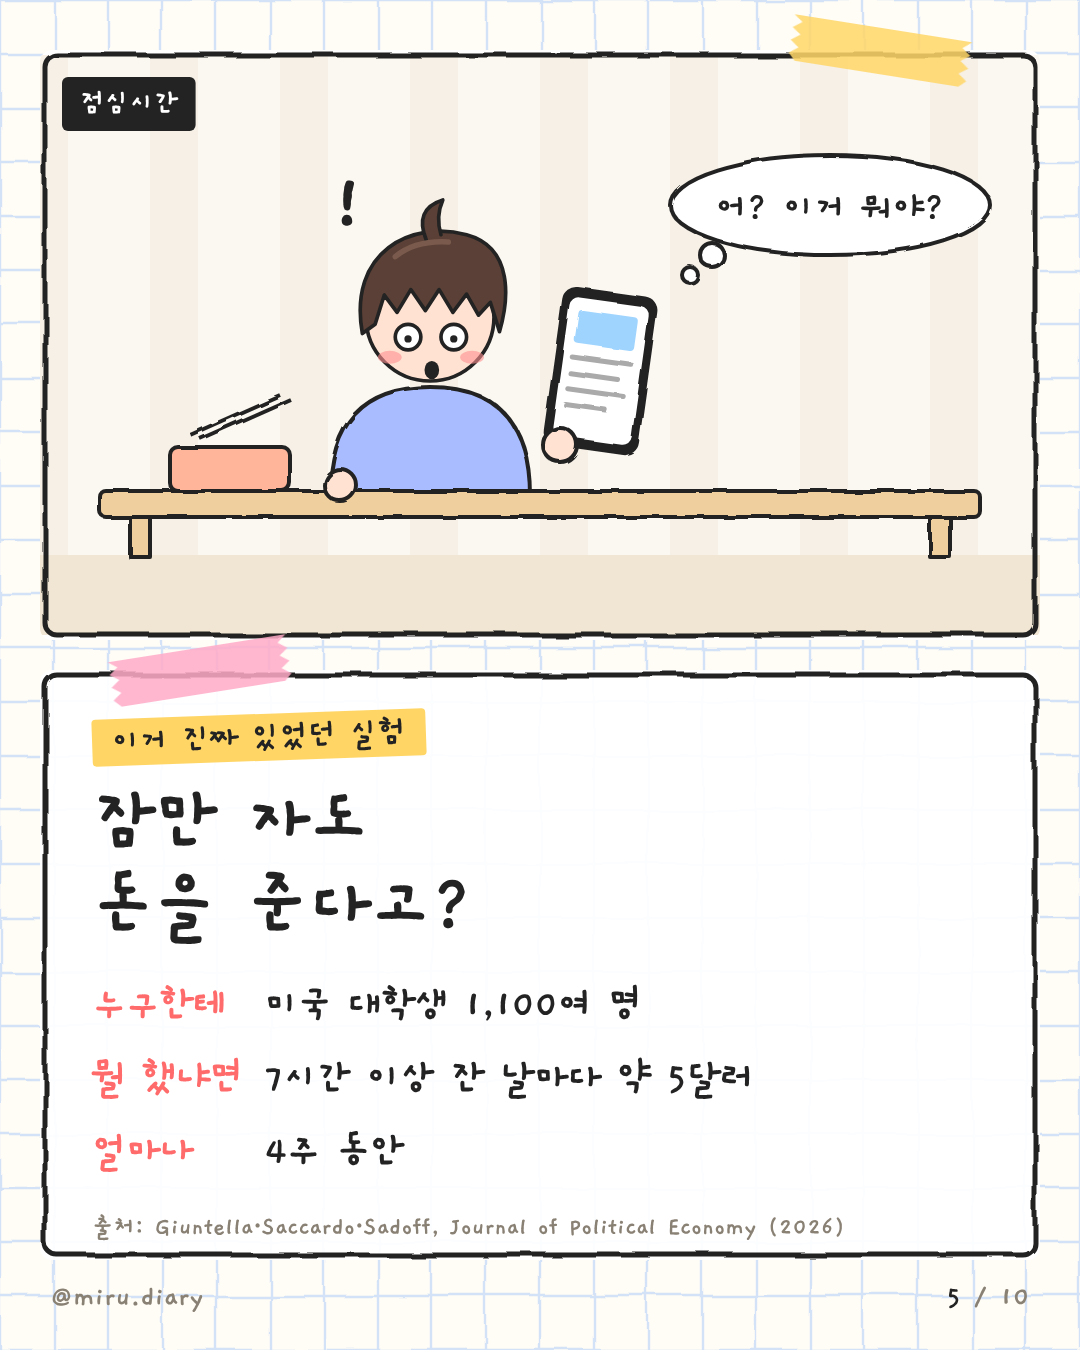 점심시간
!
어? 이거 뭐야?
이거 진짜 있었던 실험
잠만 자도
돈을 준다고?
누구한테 미국 대학생 1,100여 명
뭘 했냐면 7시간 이상 잔 날마다 약 5달러
얼마나 4주 동안
출처: Giuntella·Saccardo·Sadoff, Journal of Political Economy (2026)
@miru.diary
5 / 10